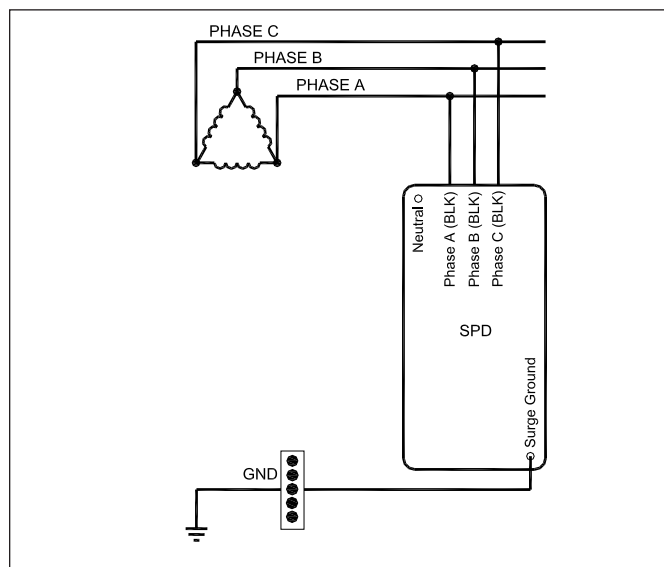 PHASE C
PHASE B
PHASE A
Neutral
Phase A (BLK)
Phase B (BLK)
Phase C (BLK)
SPD
Surge Ground
GND